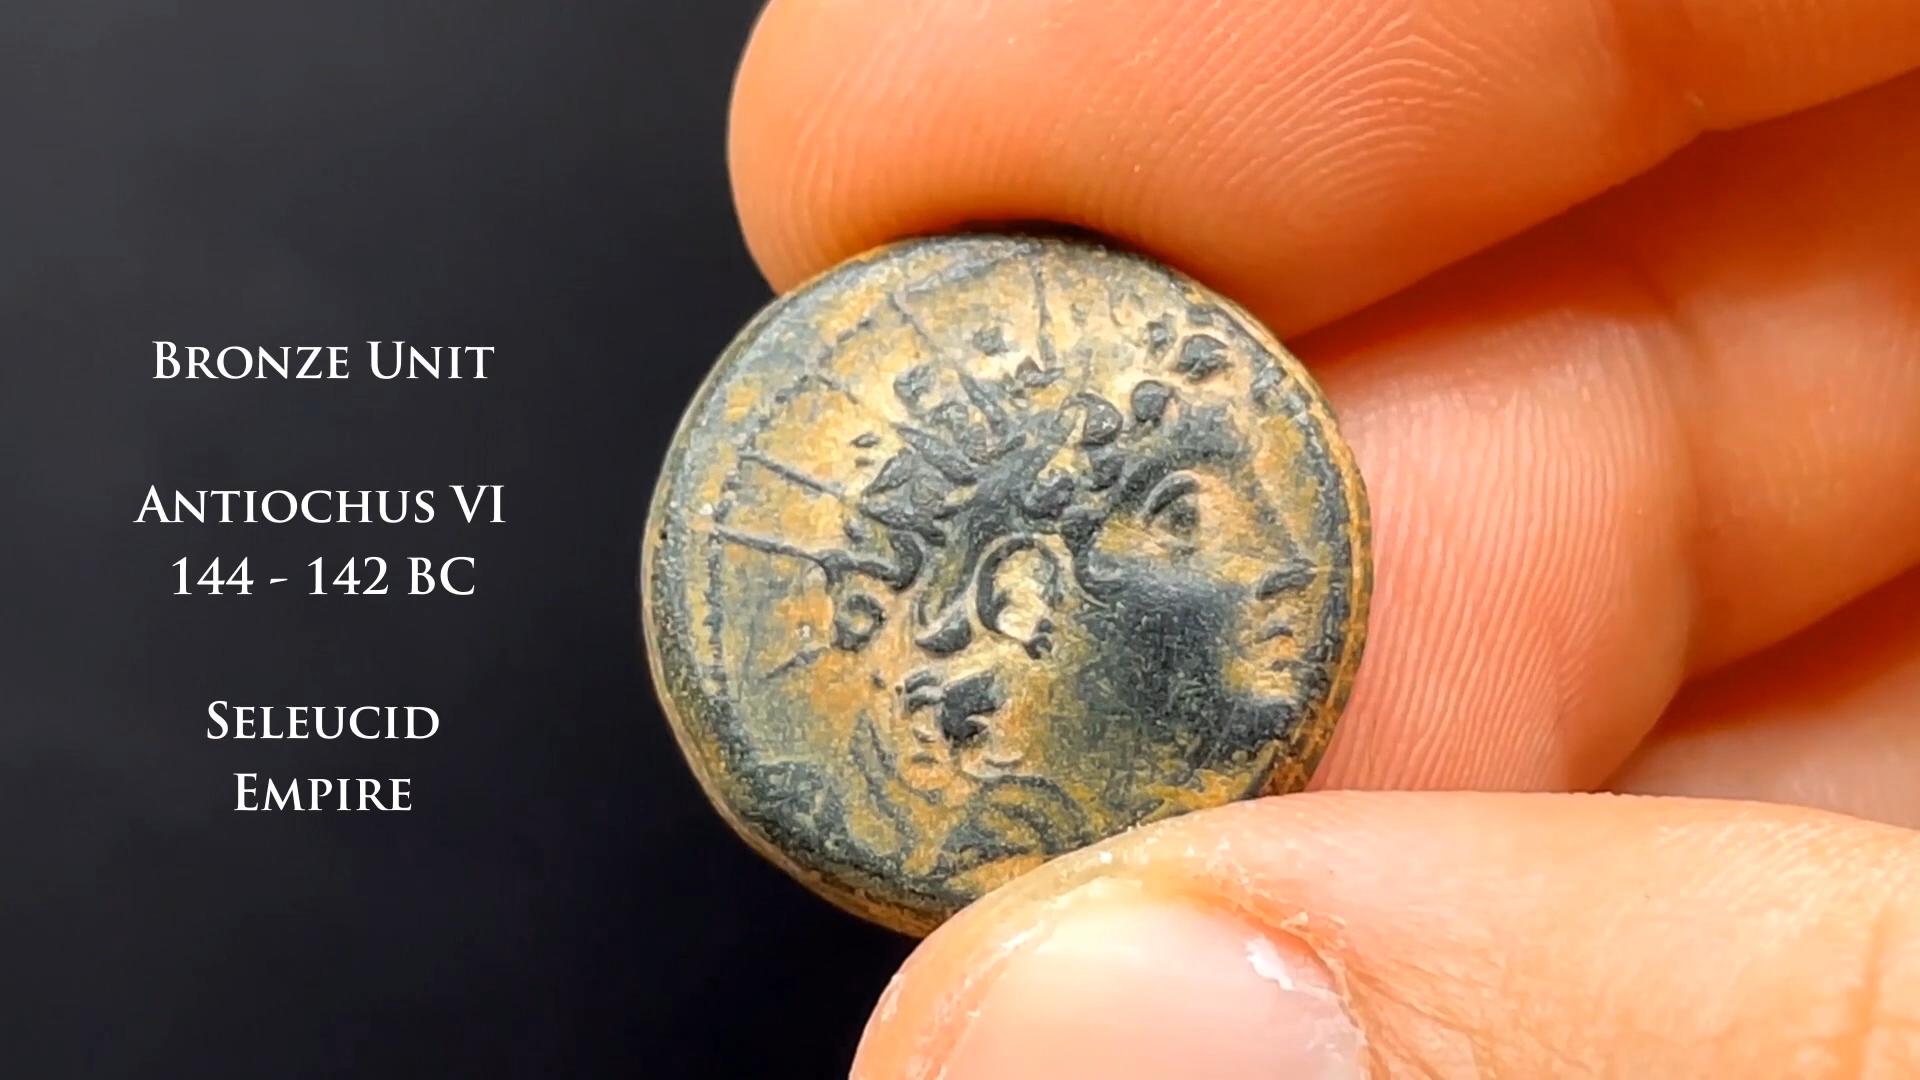 Bronze Unit
Antiochus VI
144 - 142 BC
Seleucid
Empire